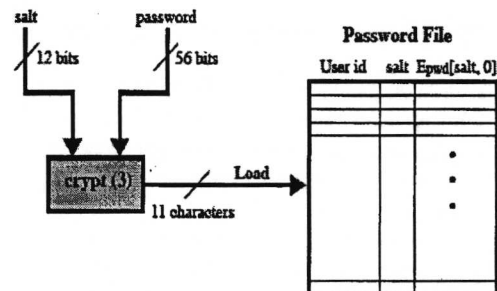 salt
password
12 bits
56 bits
crypt (3)
Load
11 characters
Password File
User id salt Epwd[salt, 0]